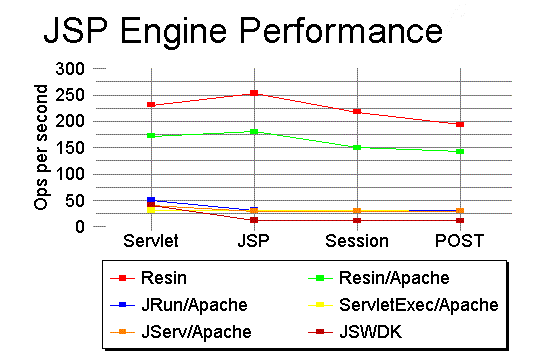 JSP Engine Performance
Ops per second
300
250
200
150
100
50
0
Servlet JSP Session POST
Resin Resin/Apache
JRun/Apache ServletExec/Apache
JServ/Apache JSWDK